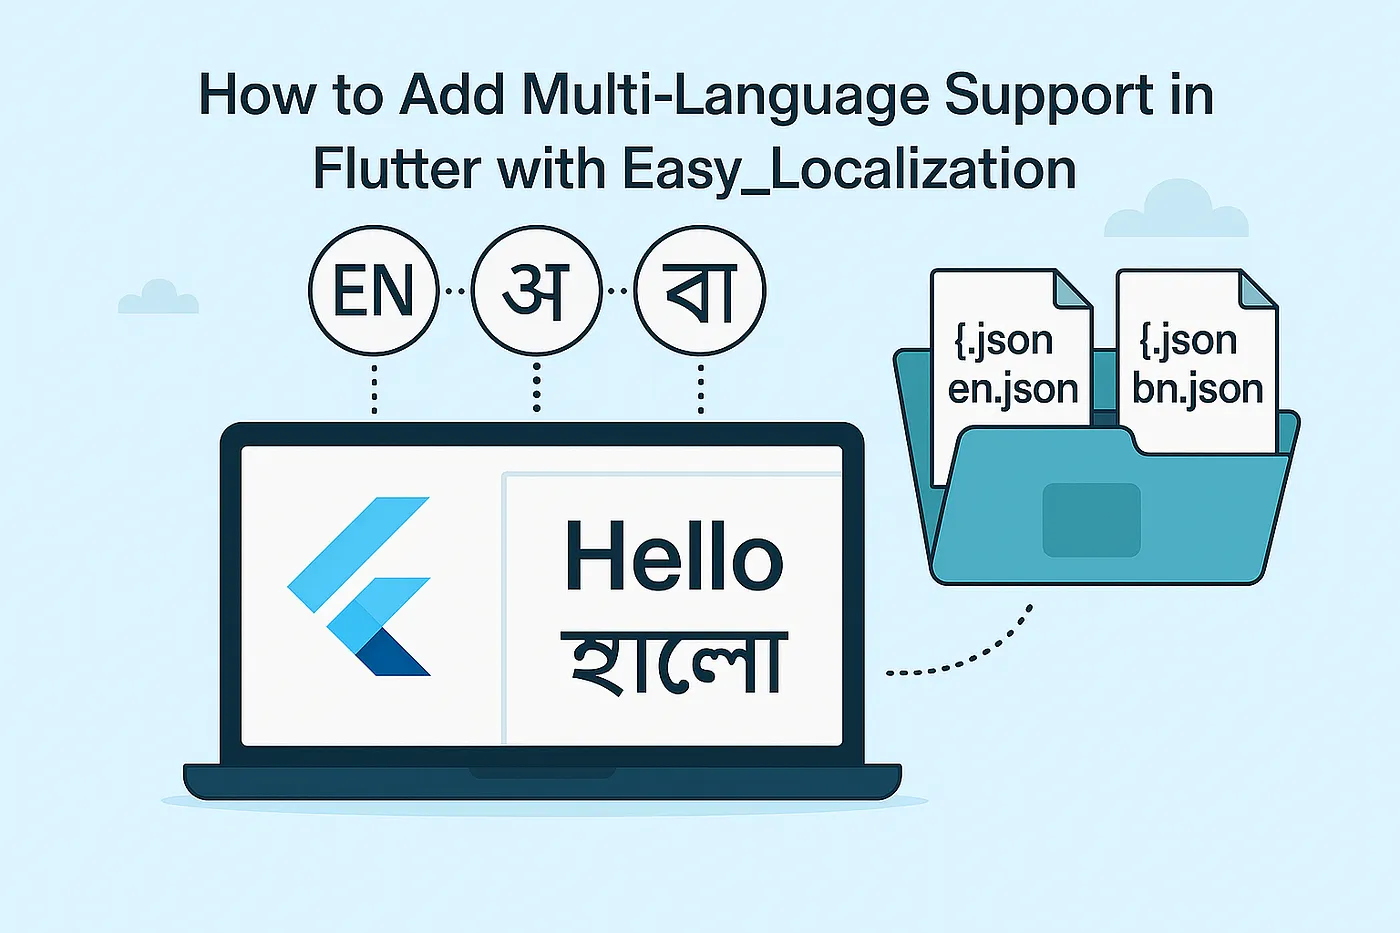 How to Add Multi-Language Support in
Flutter with Easy_Localization
EN
अ
বা
{.json
en.json
{.json
bn.json
Hello
হালো